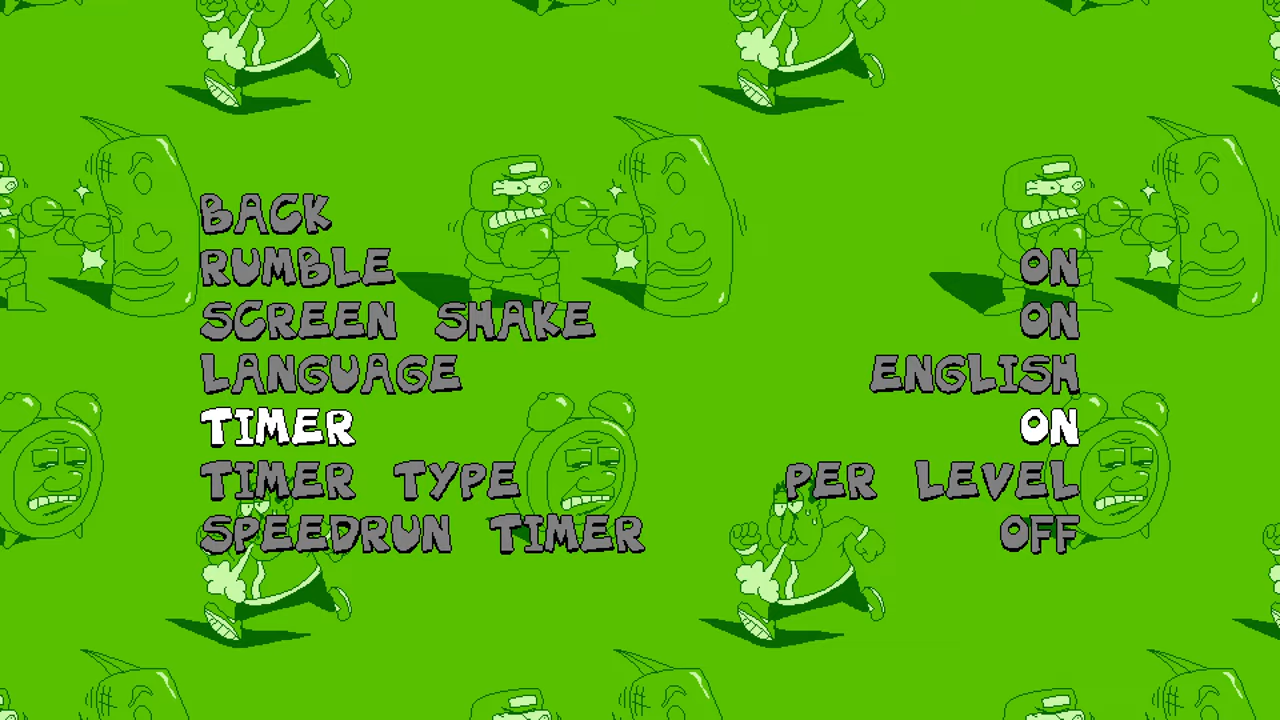 BACK
RUMBLE ON
SCREEN SHAKE ON
LANGUAGE ENGLISH
TIMER ON
TIMER TYPE PER LEVEL
SPEEDRUN TIMER OFF